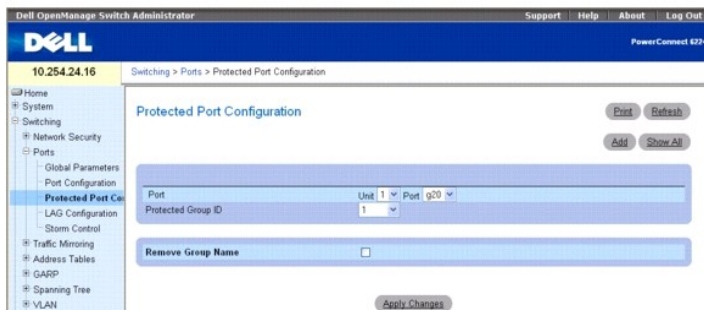 Dell OpenManage Switch Administrator
Support Help About Log Out
DELL
PowerConnect 622
10.254.24.16
Switching > Ports > Protected Port Configuration
Home
System
Switching
Network Security
Ports
Global Parameters
Port Configuration
Protected Port Co
LAG Configuration
Storm Control
Traffic Mirroring
Address Tables
GARP
Spanning Tree
VLAN
Protected Port Configuration
Print Refresh
Add Show All
Port Unit 1 Port g20
Protected Group ID 1
Remove Group Name
Apply Changes